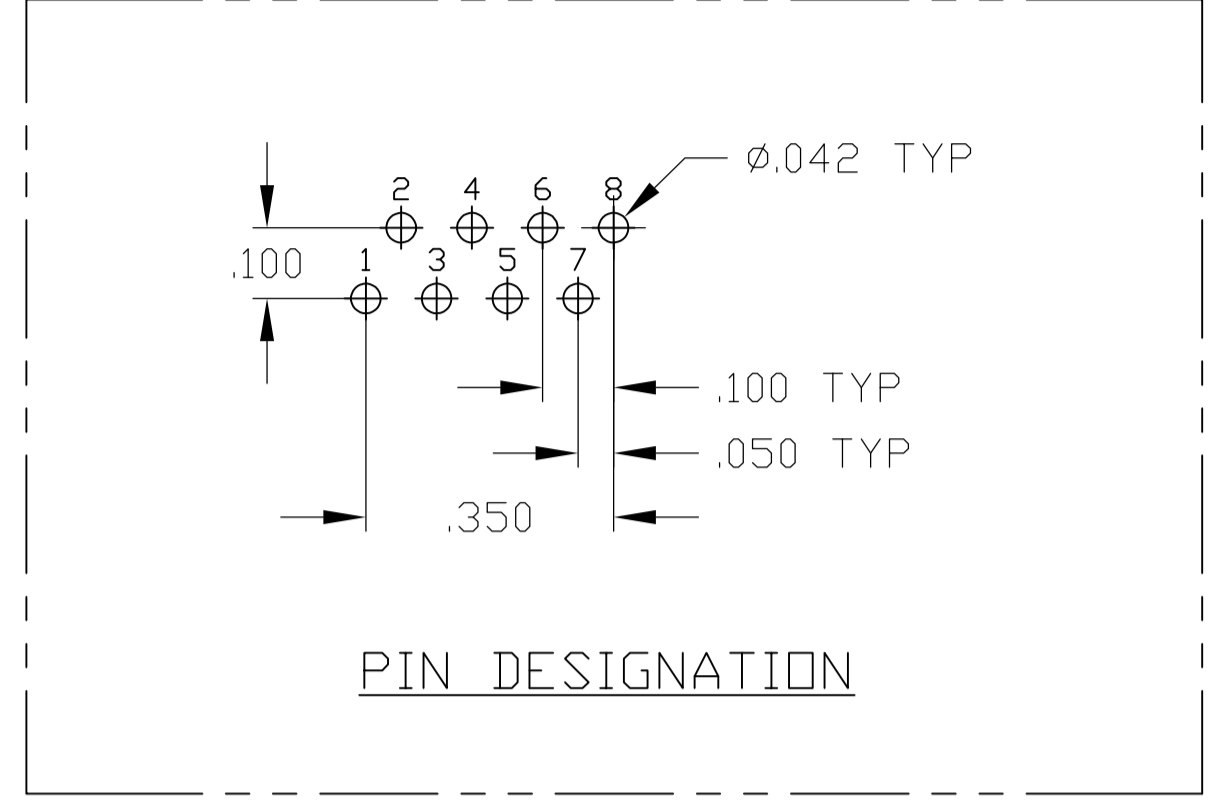 Ø.042 TYP
2 4 6 8
.100
1 3 5 7
.100 TYP
.050 TYP
.350
PIN DESIGNATION